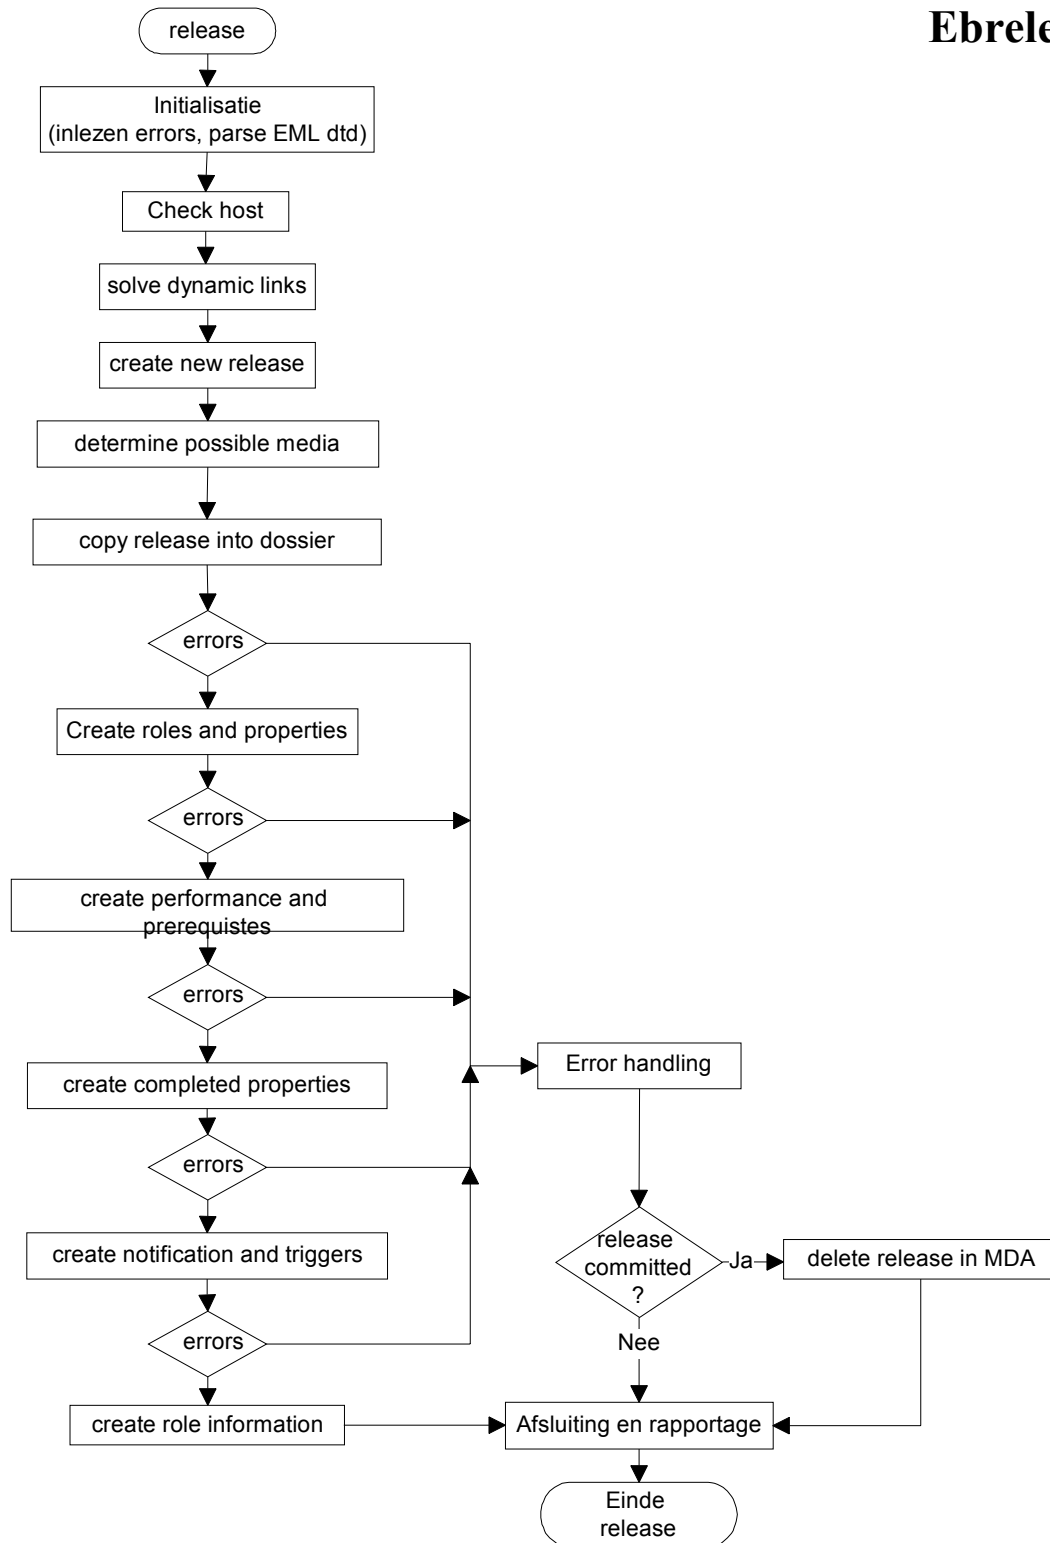 Ebrele
release
Initialisatie
(inlezen errors, parse EML dtd)
Check host
solve dynamic links
create new release
determine possible media
copy release into dossier
errors
Create roles and properties
errors
create performance and
prerequistes
errors
create completed properties
Error handling
errors
create notification and triggers
release
committed
?
Ja
delete release in MDA
errors
Nee
create role information
Afsluiting en rapportage
Einde
release